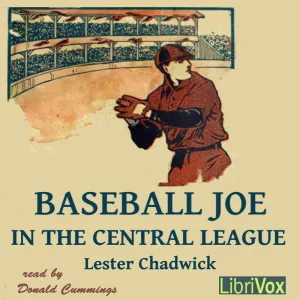 BASEBALL JOE
IN THE CENTRAL LEAGUE
Lester Chadwick
read by
Donald Cummings
LibriVox